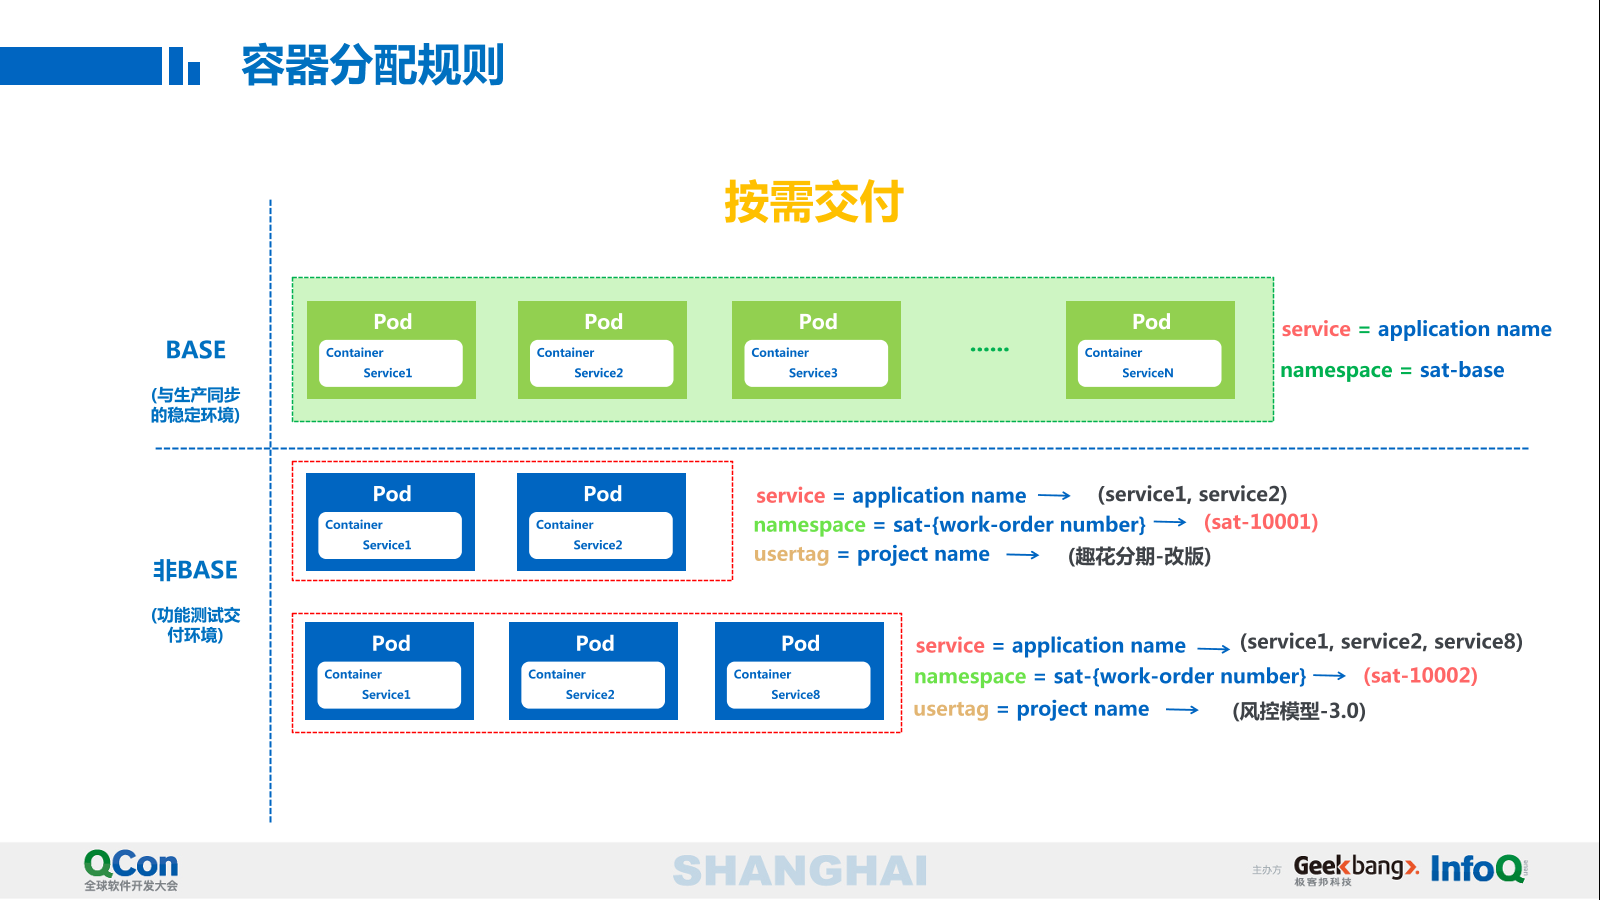 容器分配规则
按需交付
BASE
(与生产同步
的稳定环境)
Pod
Container
Service1
Pod
Container
Service2
Pod
Container
Service3
......
Pod
Container
ServiceN
service = application name
namespace = sat-base
非BASE
(功能测试交
付环境)
Pod
Container
Service1
Pod
Container
Service2
service = application name
(service1, service2)
namespace = sat-{work-order number}
(sat-10001)
usertag = project name
(趣花分期-改版)
Pod
Container
Service1
Pod
Container
Service2
Pod
Container
Service8
service = application name
(service1, service2, service8)
namespace = sat-{work-order number}
(sat-10002)
usertag = project name
(风控模型-3.0)
QCon
全球软件开发大会
SHANGHAI
主办方
Geekbang>.
极客邦科技
InfoQ